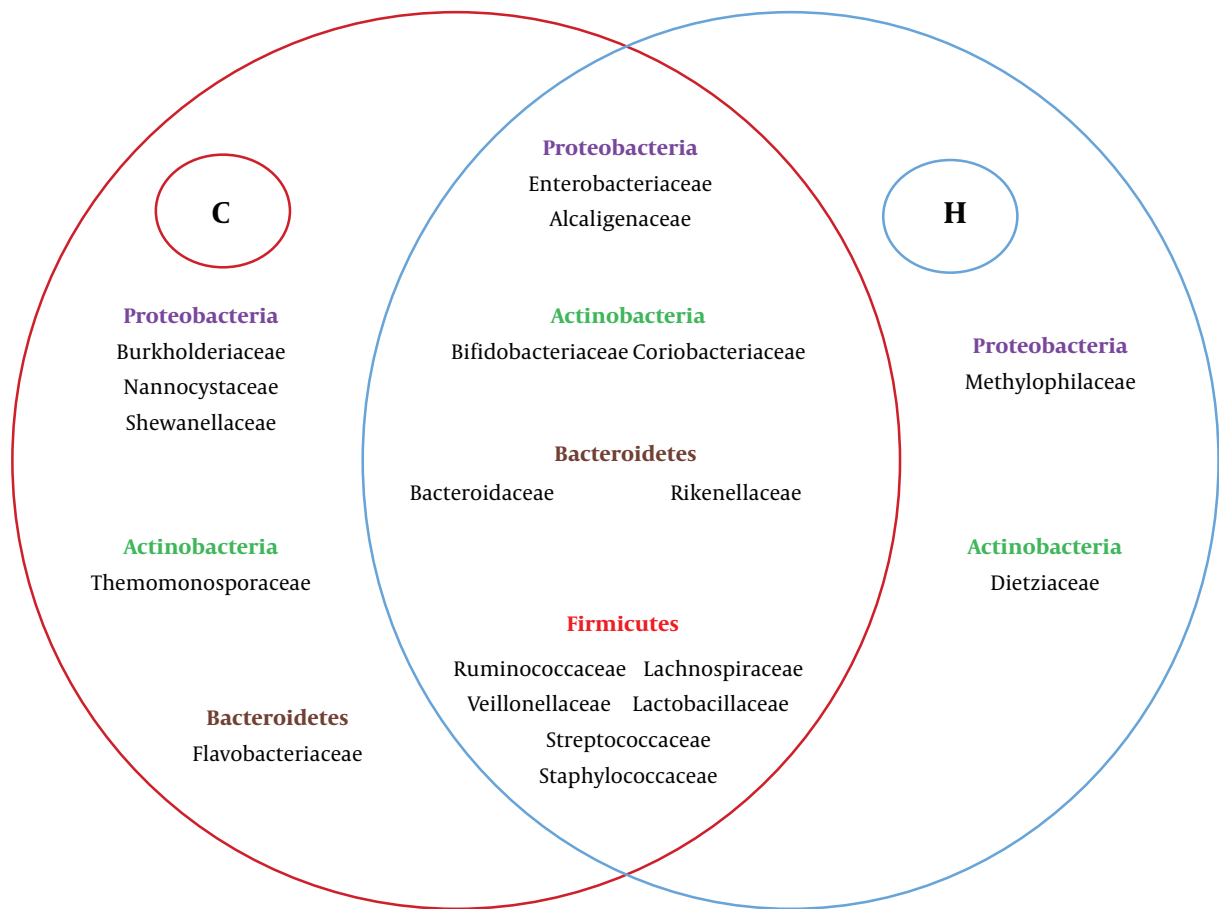 C
Proteobacteria
Burkholderiaceae
Nannocystaceae
Shewanellaceae
Actinobacteria
Themomonosporaceae
Bacteroidetes
Flavobacteriaceae
Proteobacteria
Enterobacteriaceae
Alcaligenaceae
Actinobacteria
Bifidobacteriaceae Coriobacteriaceae
Bacteroidetes
Bacteroidaceae Rikenellaceae
Firmicutes
Ruminococcaceae Lachnospiraceae
Veillonellaceae Lactobacillaceae
Streptococcaceae
Staphylococcaceae
H
Proteobacteria
Methylophilaceae
Actinobacteria
Dietziaceae